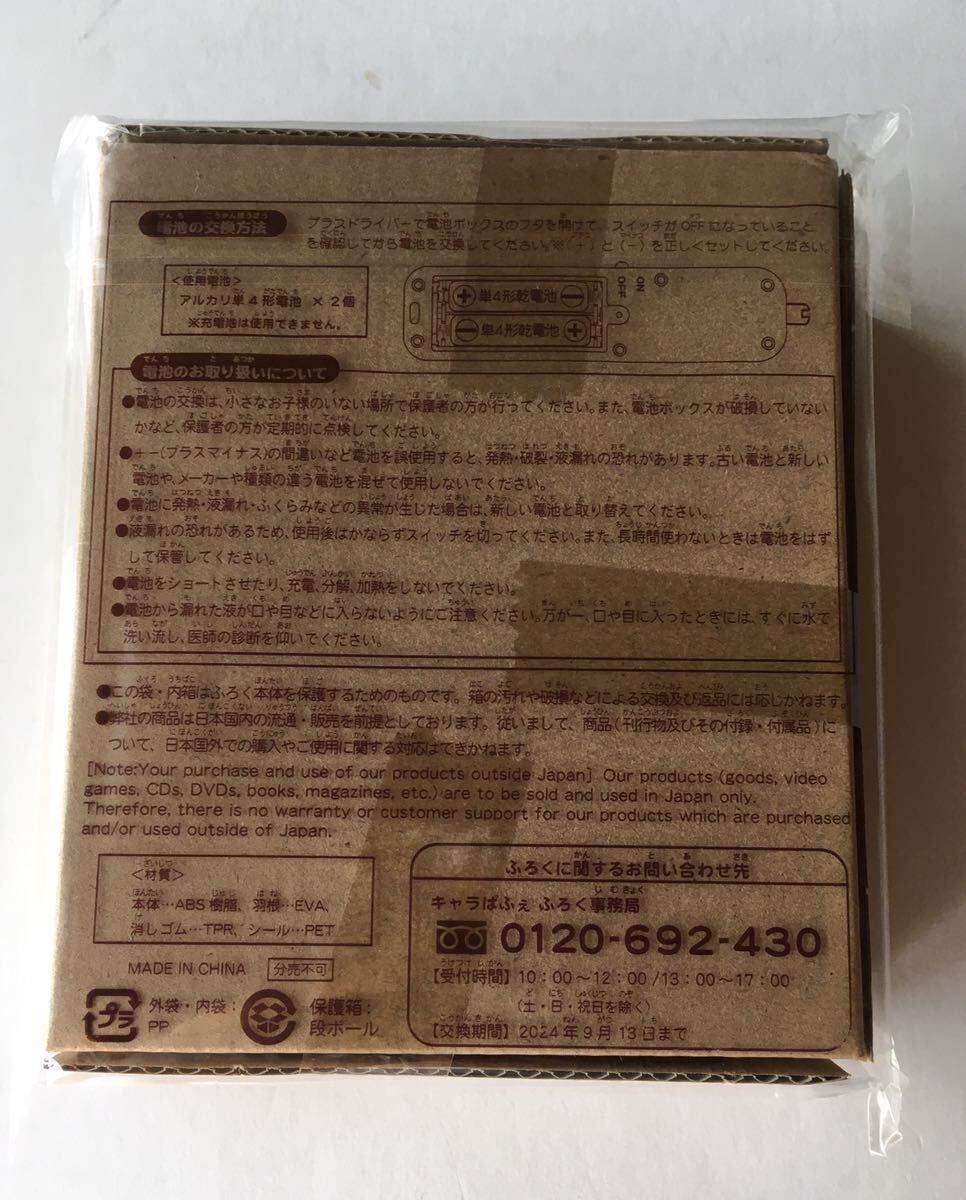 電池の交換方法
プラスドライバーで電池ボックスのフタを開けて、スイッチがOFFになっていること
を確認してから電池を交換してください。※(+)と(−)を正しくセットしてください。
<使用電池>
アルカリ単4形電池 × 2個
※充電池は使用できません。
+ 単4形乾電池 −
− 単4形乾電池 +
ON
OFF
電池のお取り扱いについて
●電池の交換は、小さなお子様のいない場所で保護者の方が行ってください。また、電池ボックスが破損していない
かなど、保護者の方が定期的に点検してください。
●+−(プラスマイナス)の間違いなど電池を誤使用すると、発熱・破裂・液漏れの恐れがあります。古い電池と新しい
電池や、メーカーや種類の違う電池を混ぜて使用しないでください。
●電池に発熱・液漏れ・ふくらみなどの異常が生じた場合は、新しい電池と取り替えてください。
●液漏れの恐れがあるため、使用後はかならずスイッチを切ってください。また、長時間使わないときは電池をはず
して保管してください。
●電池をショートさせたり、充電、分解、加熱をしないでください。
●電池から漏れた液が口や目などに入らないようにご注意ください。万が一、口や目に入ったときには、すぐに水で
洗い流し、医師の診断を仰いでください。
●この袋・内箱はふろく本体を保護するためのものです。箱の汚れや破損などによる交換及び返品には応じかねます。
●弊社の商品は日本国内の流通・販売を前提としております。従いまして、商品(刊行物及びその付録・付属品)に
ついて、日本国外での購入やご使用に関する対応はできかねます。
[Note:Your purchase and use of our products outside Japan] Our products (goods, video
games, CDs, DVDs, books, magazines, etc.) are to be sold and used in Japan only.
Therefore, there is no warranty or customer support for our products which are purchased
and/or used outside of Japan.
<材質>
本体…ABS樹脂、羽根…EVA、
消しゴム…TPR、シール…PET
MADE IN CHINA 分売不可
プラ
外袋・内袋:
PP
保護箱:
段ボール
ふろくに関するお問い合わせ先
キャラぱふぇ ふろく事務局
0120-692-430
【受付時間】10:00〜12:00/13:00〜17:00
(土・日・祝日を除く)
【交換期間】2024年9月13日まで